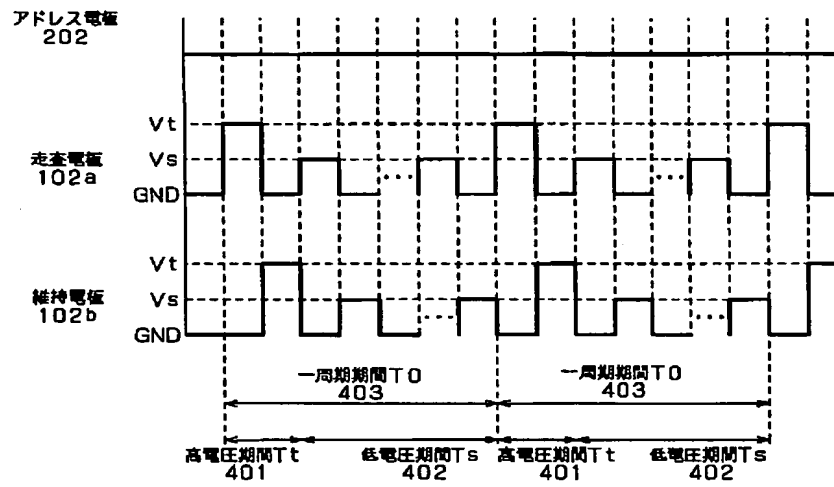 アドレス電極
202
Vt
Vs
走査電極
102a
GND
Vt
Vs
維持電極
102b
GND
一周期期間T0
403
一周期期間T0
403
高電圧期間Tt
401
低電圧期間Ts
402
高電圧期間Tt
401
低電圧期間Ts
402